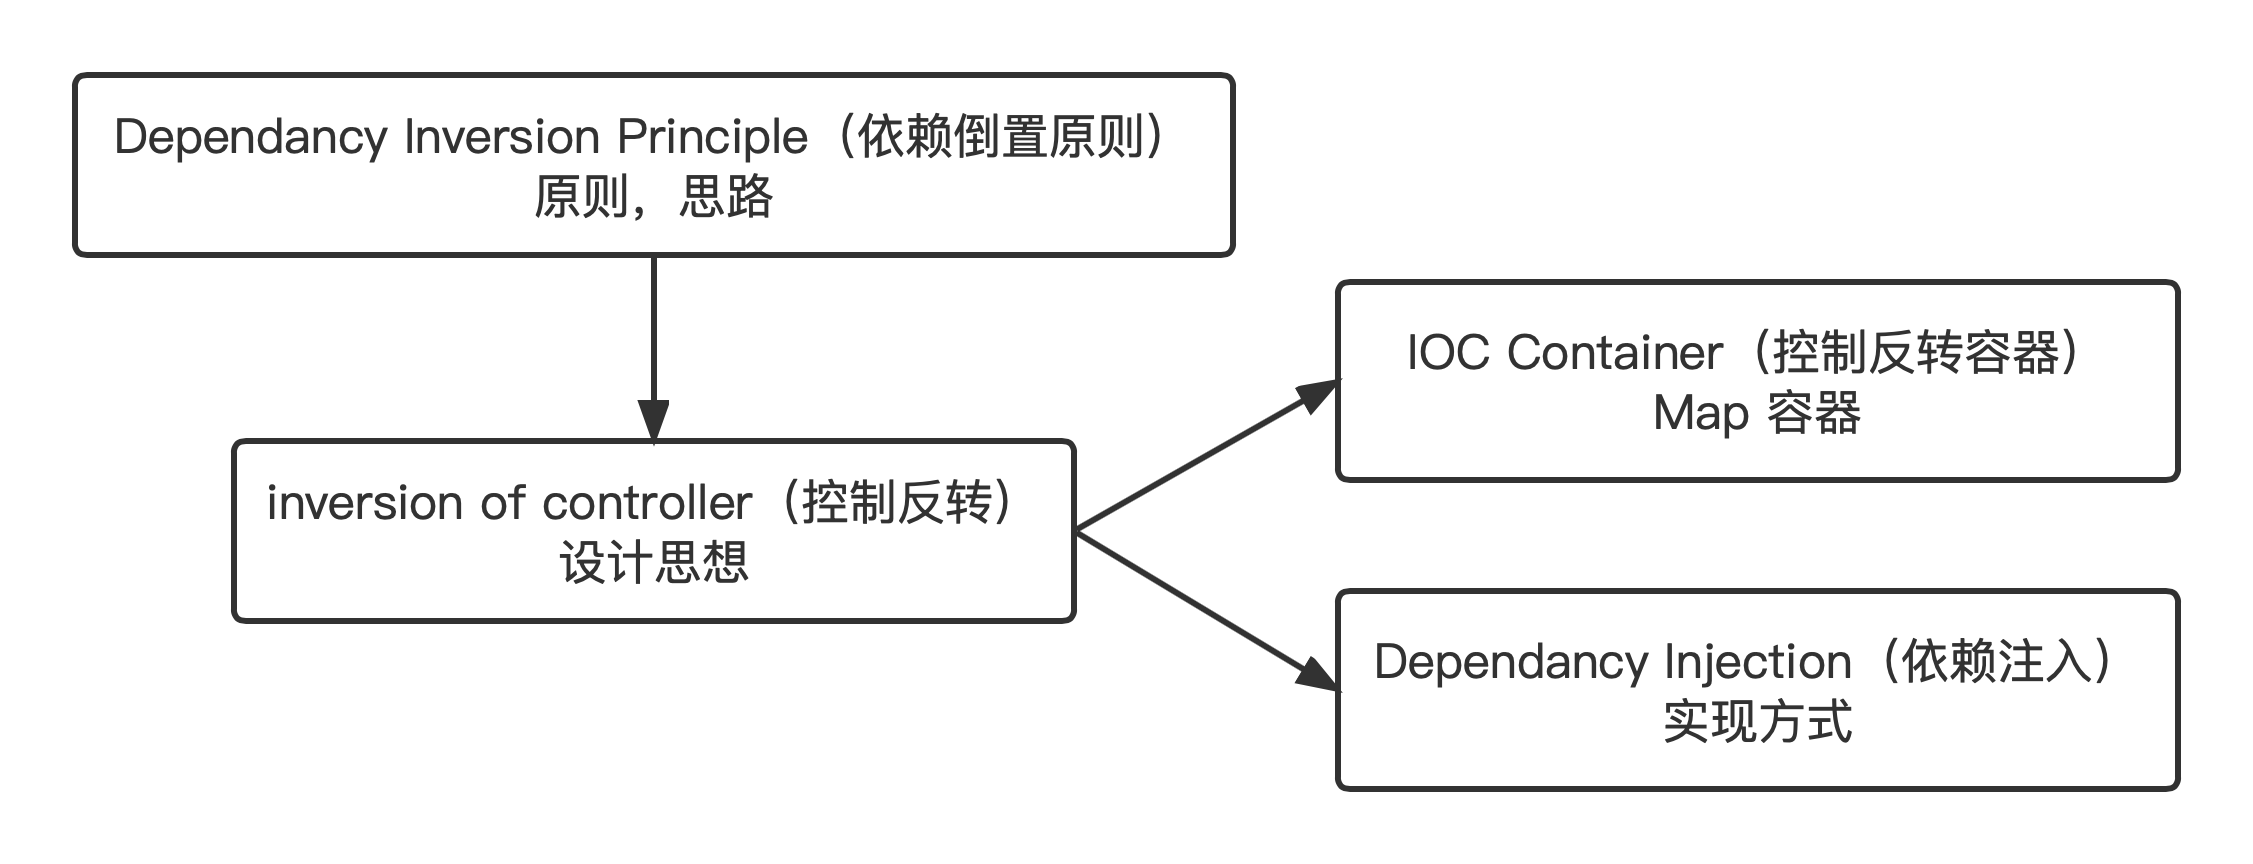 Dependancy Inversion Principle（依赖倒置原则）
原则，思路
inversion of controller（控制反转）
设计思想
IOC Container（控制反转容器）
Map 容器
Dependancy Injection（依赖注入）
实现方式